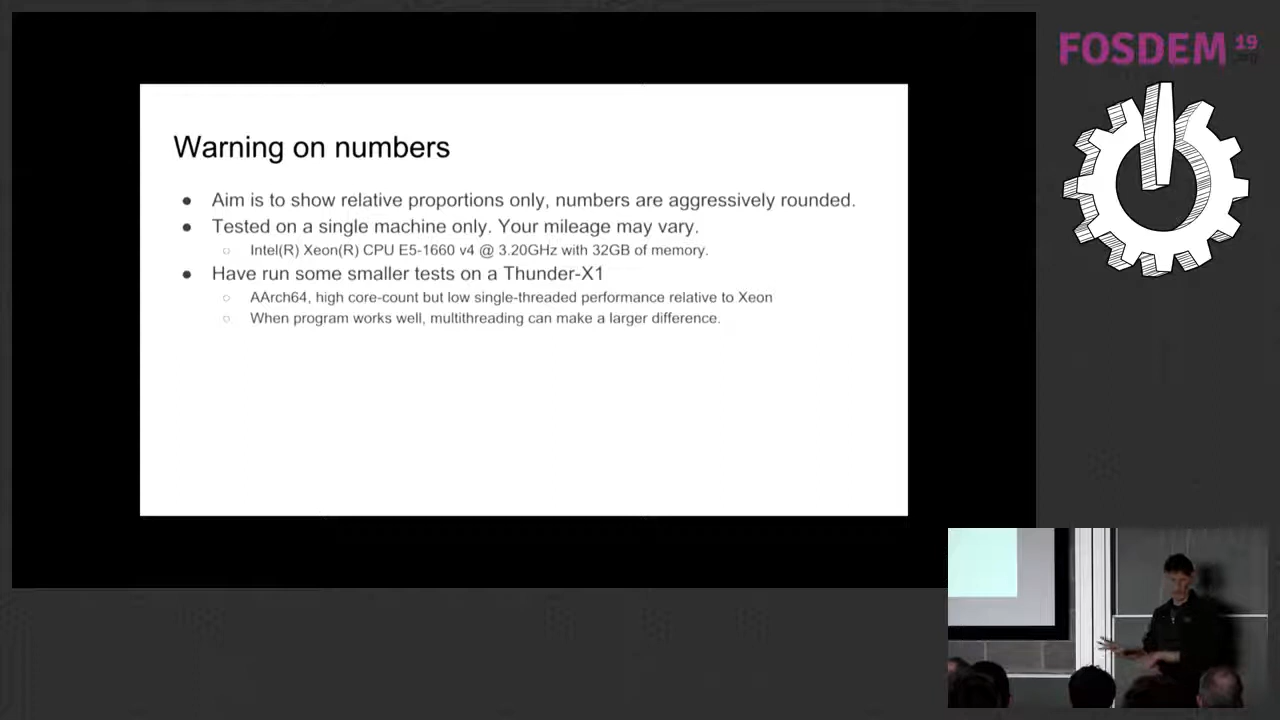 FOSDEM 19
.org
Warning on numbers
● Aim is to show relative proportions only, numbers are aggressively rounded.
● Tested on a single machine only. Your mileage may vary.
○ Intel(R) Xeon(R) CPU E5-1660 v4 @ 3.20GHz with 32GB of memory.
● Have run some smaller tests on a Thunder-X1
○ AArch64, high core-count but low single-threaded performance relative to Xeon
○ When program works well, multithreading can make a larger difference.